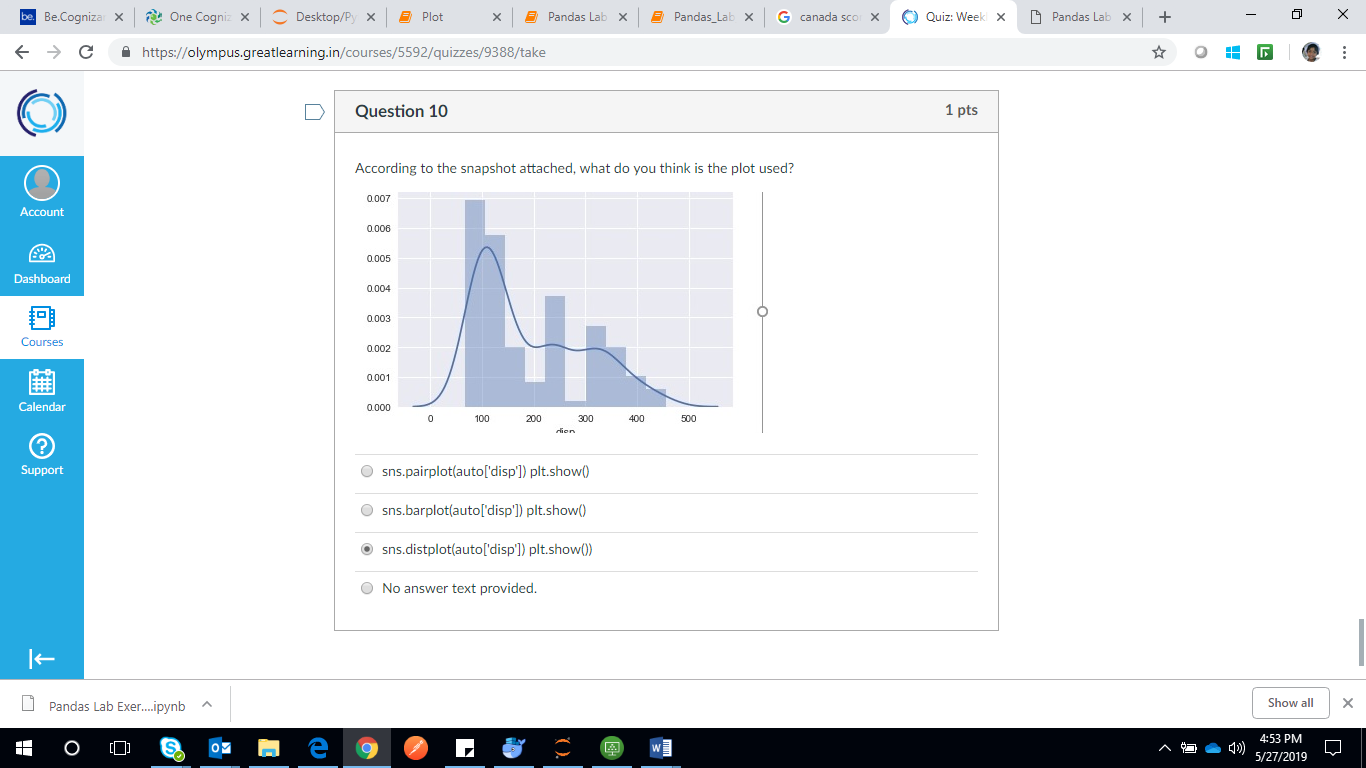 be. Be.Cogniza
One Cogniz
Desktop/Py
Plot
Pandas Lab
Pandas_Lab
G canada sco
Quiz: Week
Pandas Lab
https://olympus.greatlearning.in/courses/5592/quizzes/9388/take
Account
Dashboard
Courses
Calendar
Support
Question 10
1 pts
According to the snapshot attached, what do you think is the plot used?
0.007
0.006
0.005
0.004
0.003
0.002
0.001
0.000
0 100 200 300 400 500
disp
sns.pairplot(auto['disp']) plt.show()
sns.barplot(auto['disp']) plt.show()
sns.distplot(auto['disp']) plt.show())
No answer text provided.
Pandas Lab Exer....ipynb
Show all
4:53 PM
5/27/2019